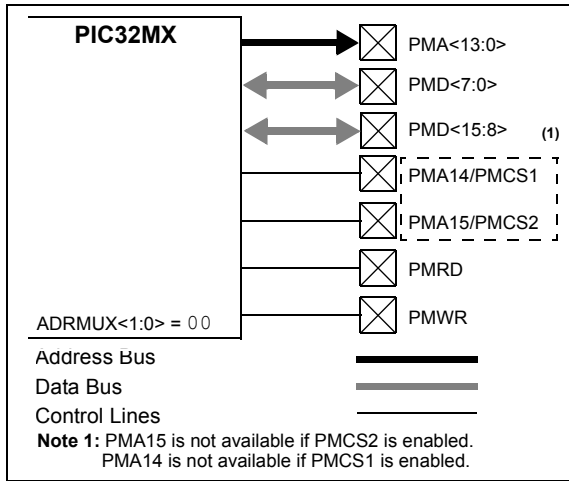 PIC32MX
PMA<13:0>
PMD<7:0>
PMD<15:8> (1)
PMA14/PMCS1
PMA15/PMCS2
PMRD
ADRMUX<1:0> = 00
PMWR
Address Bus
Data Bus
Control Lines
Note 1: PMA15 is not available if PMCS2 is enabled.
PMA14 is not available if PMCS1 is enabled.